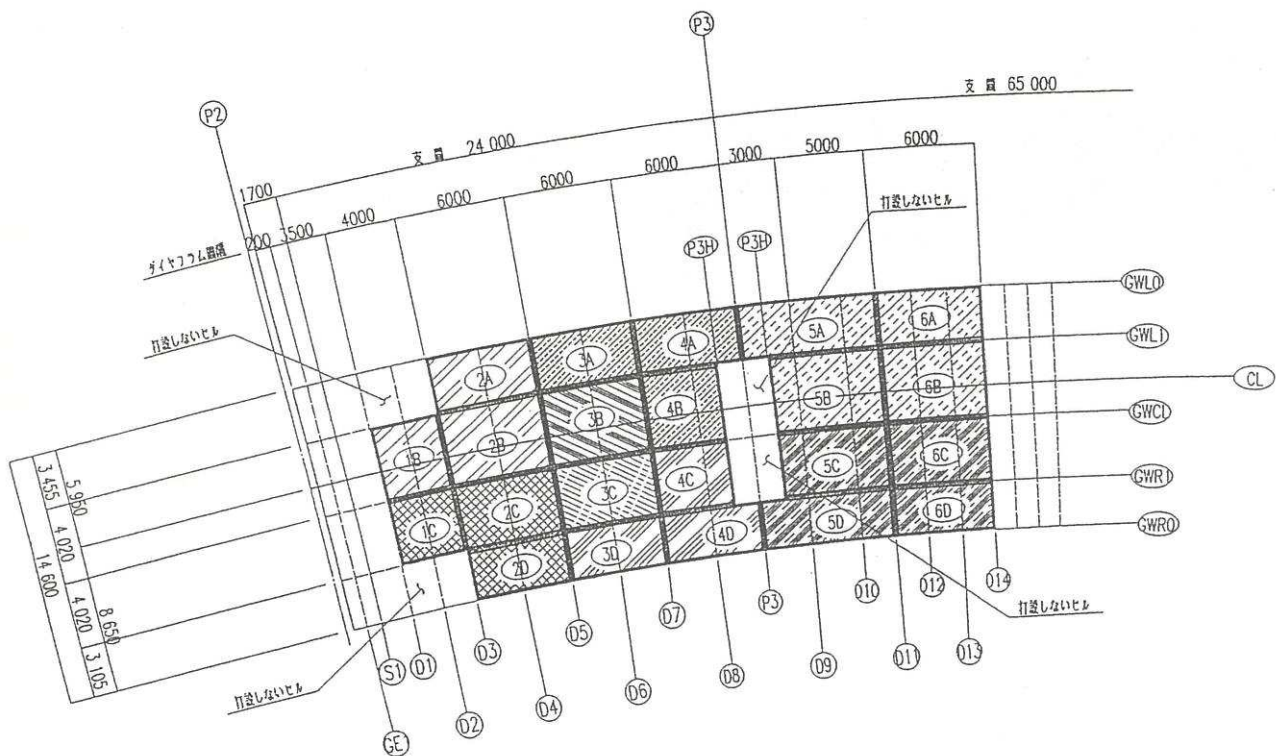 P3
支間 65 000
P2
支間 24 000
1700
200
3500
4000
6000
6000
6000
3000
5000
6000
ダイヤフラム間隔
打設しないセル
打設しないセル
P3H
P3H
GWL0
GWL1
CL
GWCL
GWR1
GWR0
2A
3A
4A
5A
6A
1B
2B
3B
4B
5B
6B
1C
2C
3C
4C
5C
6C
2D
3D
4D
5D
6D
14 600
3 455
4 020
4 020
3 105
5 950
8 650
打設しないセル
打設しないセル
GE
S1
D1
D2
D3
D4
D5
D6
D7
D8
P3
D9
D10
D11
D12
D13
D14